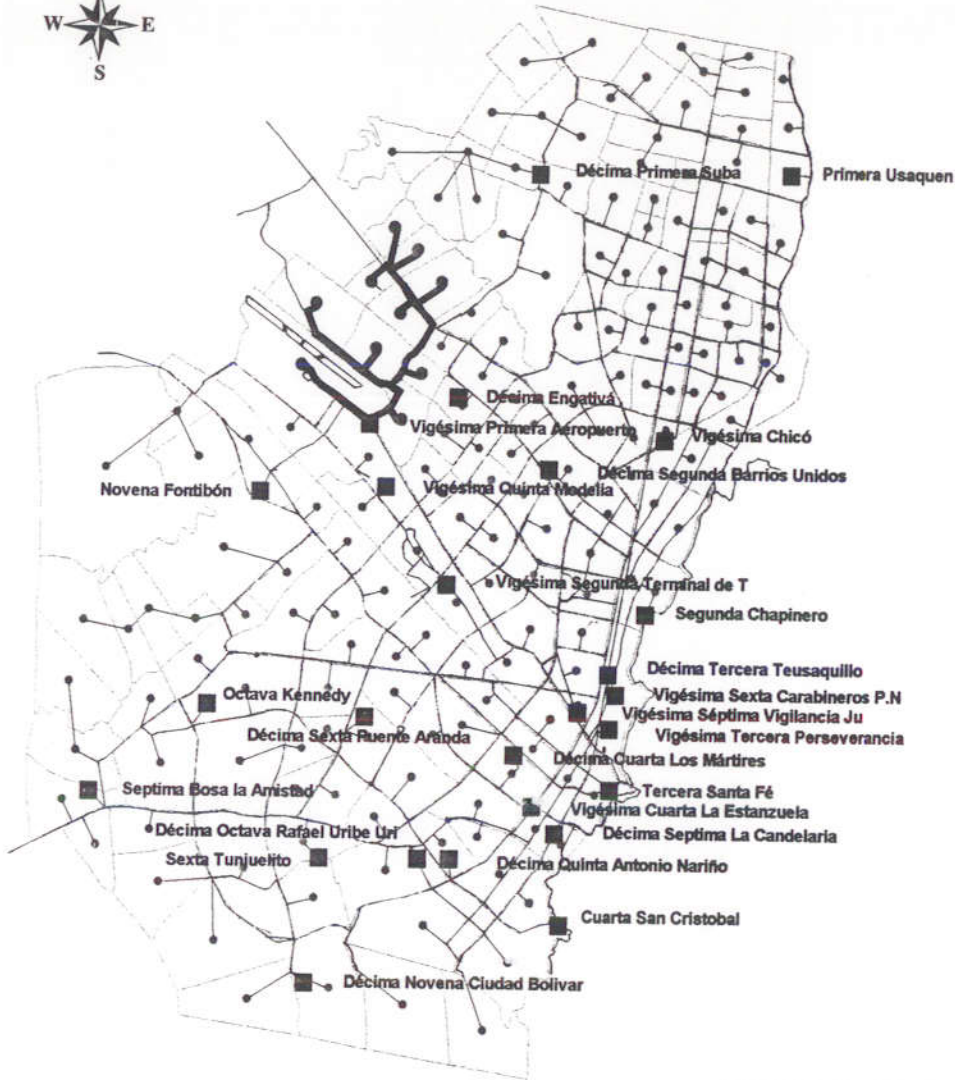 W E
S
Décima Primera Suba
Primera Usaquen
Décima Engativá
Vigésima Primera Aeropuerto
Vigésima Chicó
Décima Segunda Barrios Unidos
Novena Fontibón
Vigésima Quinta Modelia
Vigésima Segunda Terminal de T
Segunda Chapinero
Décima Tercera Teusaquillo
Octava Kennedy
Vigésima Sexta Carabineros P.N
Vigésima Séptima Vigilancia Ju
Décima Sexta Puente Aranda
Vigésima Tercera Perseverancia
Décima Cuarta Los Mártires
Septima Bosa la Amistad
Tercera Santa Fé
Vigésima Cuarta La Estanzuela
Décima Octava Rafael Uribe Uri
Décima Septima La Candelaria
Sexta Tunjuelito
Décima Quinta Antonio Nariño
Cuarta San Cristobal
Décima Novena Ciudad Bolivar